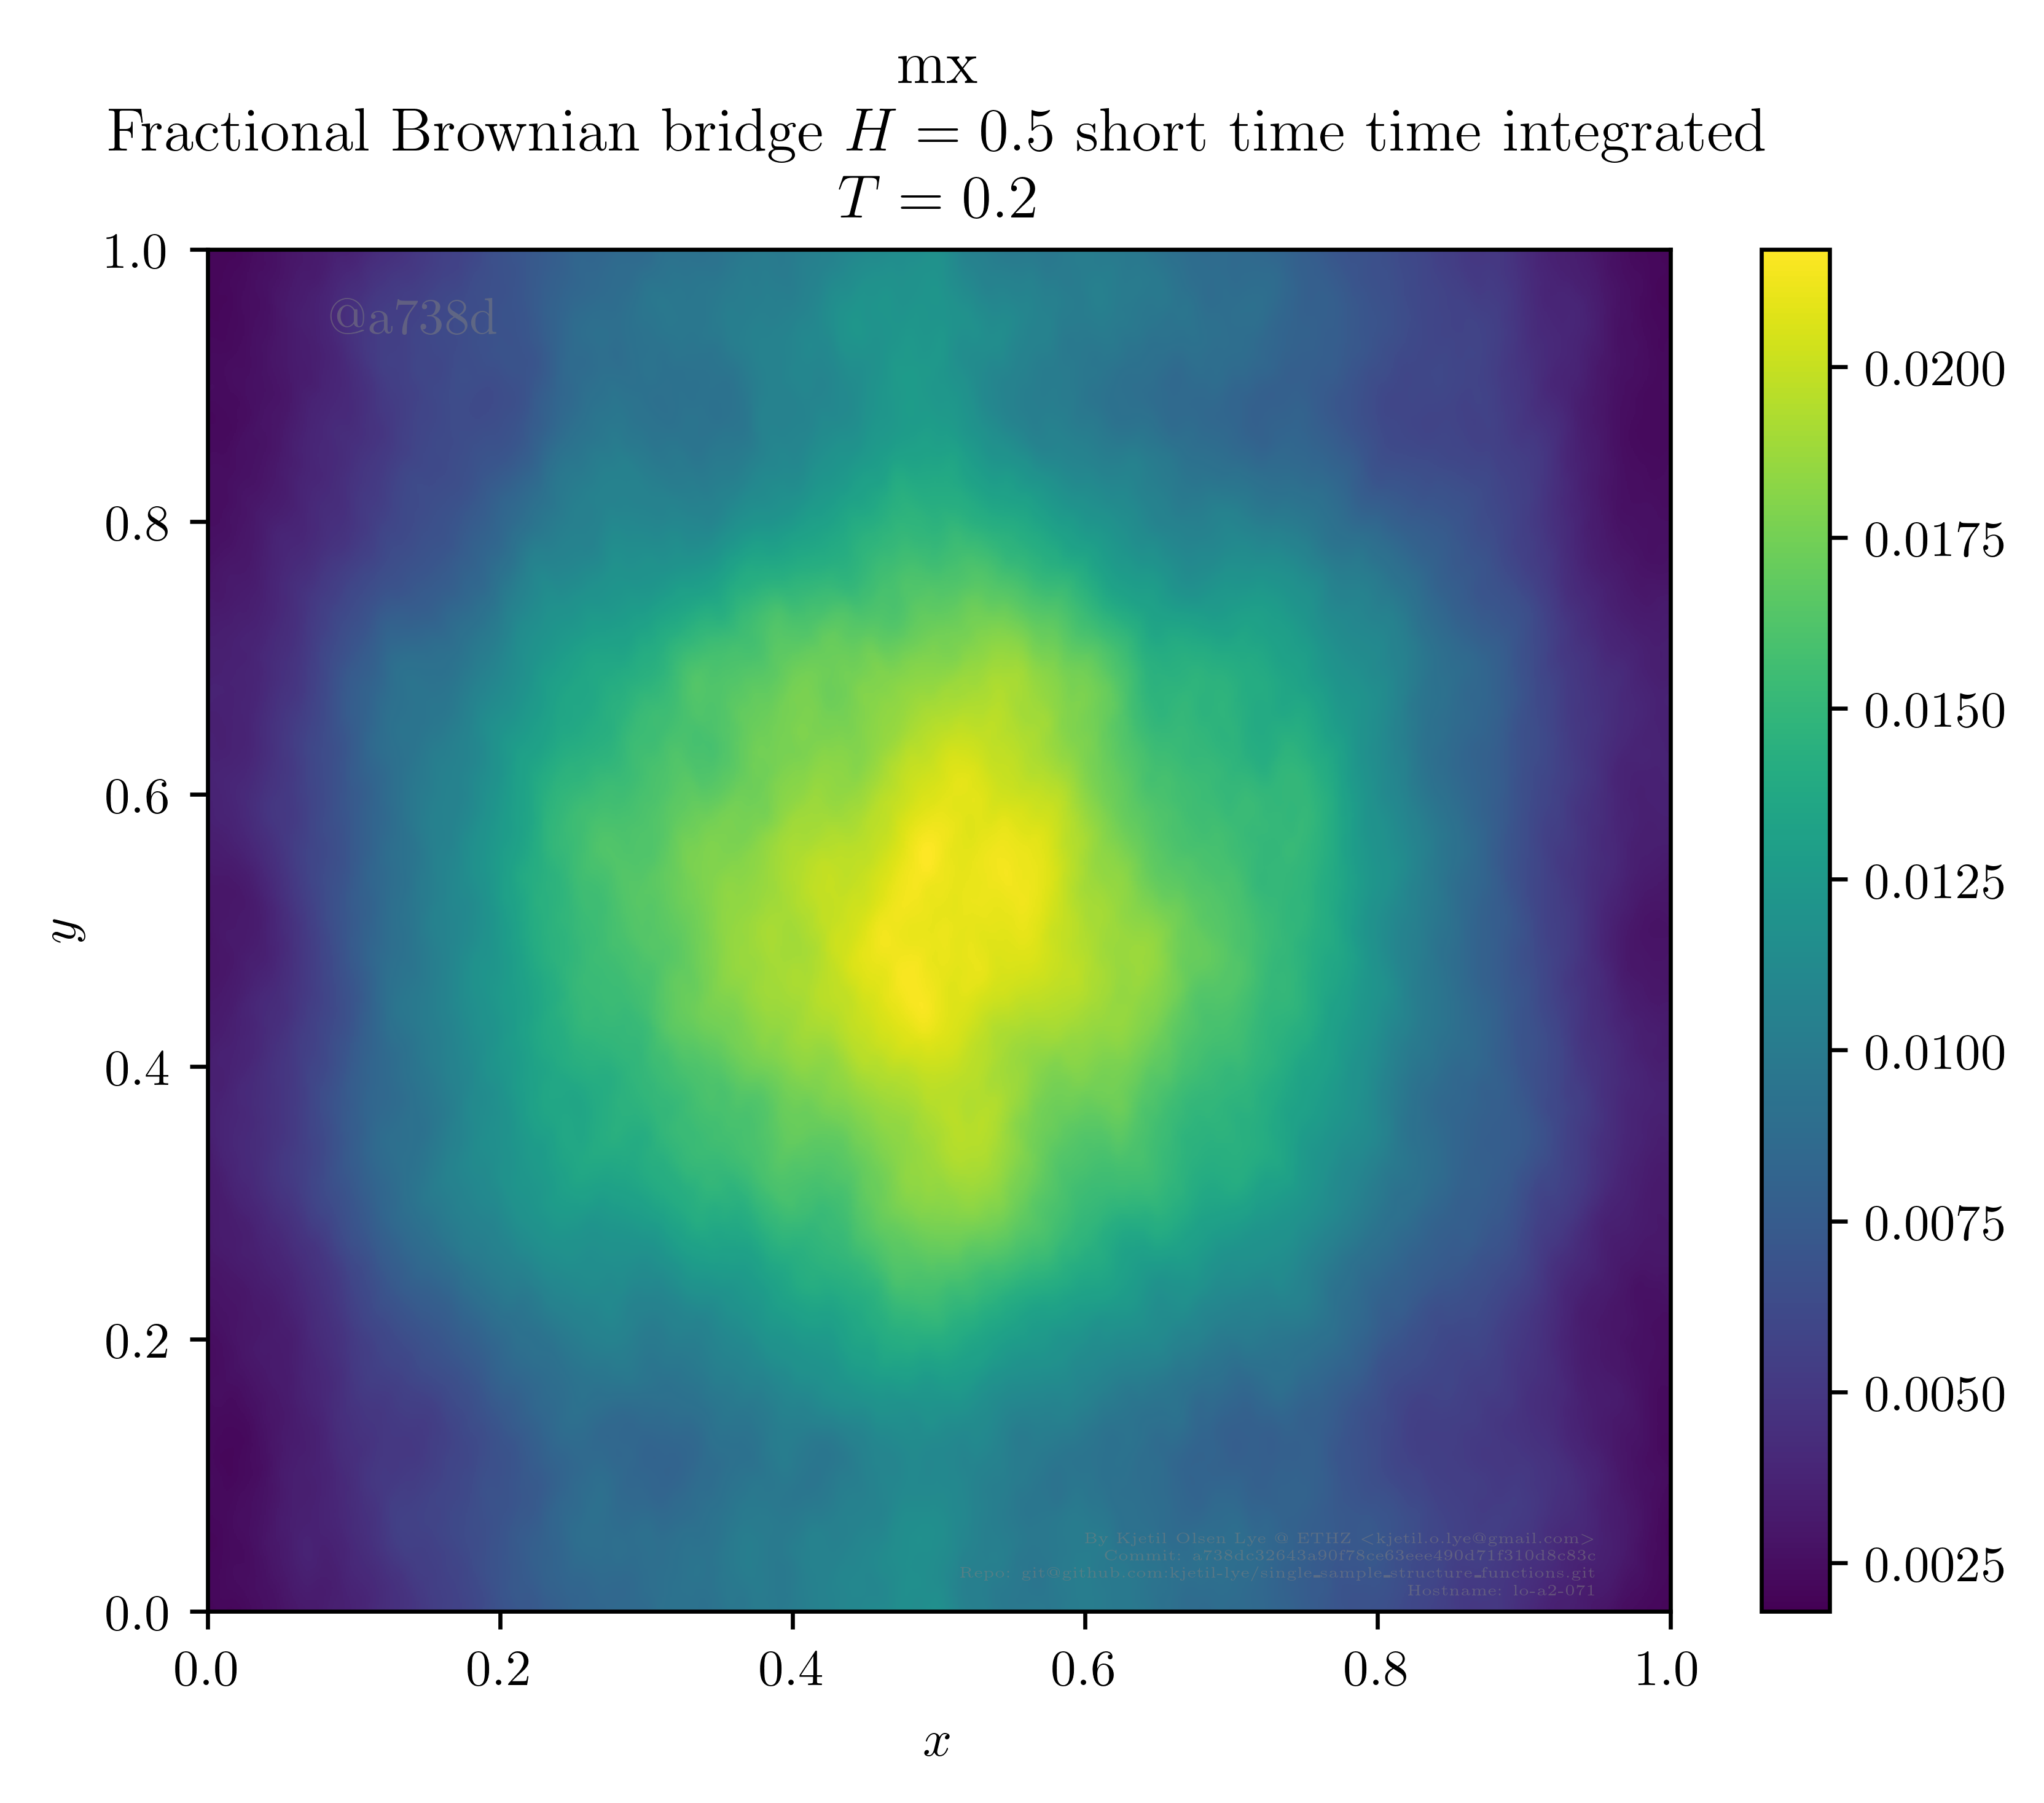 mx
Fractional Brownian bridge H = 0.5 short time time integrated
T = 0.2
1.0
0.8
0.6
0.4
0.2
0.0
y
@a738d
By Kjetil Olsen Lye @ ETHZ <kjetil.o.lye@gmail.com>
Commit: a738dc32643a90f78ce63eee490d71f310d8c83c
Repo: git@github.com:kjetil-lye/single_sample_structure_functions.git
Hostname: lo-a2-071
0.0 0.2 0.4 0.6 0.8 1.0
x
0.0200
0.0175
0.0150
0.0125
0.0100
0.0075
0.0050
0.0025